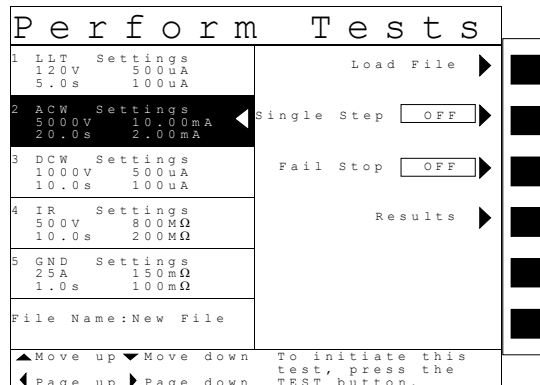 Perform Tests
1 LLT Settings
120V 500uA
5.0s 100uA
2 ACW Settings
5000V 10.00mA
20.0s 2.00mA
3 DCW Settings
1000V 500uA
10.0s 100uA
4 IR Settings
500V 800MΩ
10.0s 200MΩ
5 GND Settings
25A 150mΩ
1.0s 100mΩ
File Name:New File
Load File
Single Step OFF
Fail Stop OFF
Results
Move up Move down
Page up Page down
To initiate this
test, press the
TEST button.